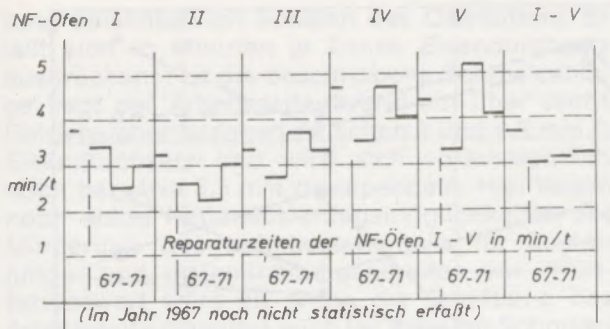 NF-Öfen I II III IV V I - V
5
4
3
min/t
2
1
Reparaturzeiten der NF-Öfen I - V in min/t
67-71 67-71 67-71 67-71 67-71 67-71
(Im Jahr 1967 noch nicht statistisch erfaßt)